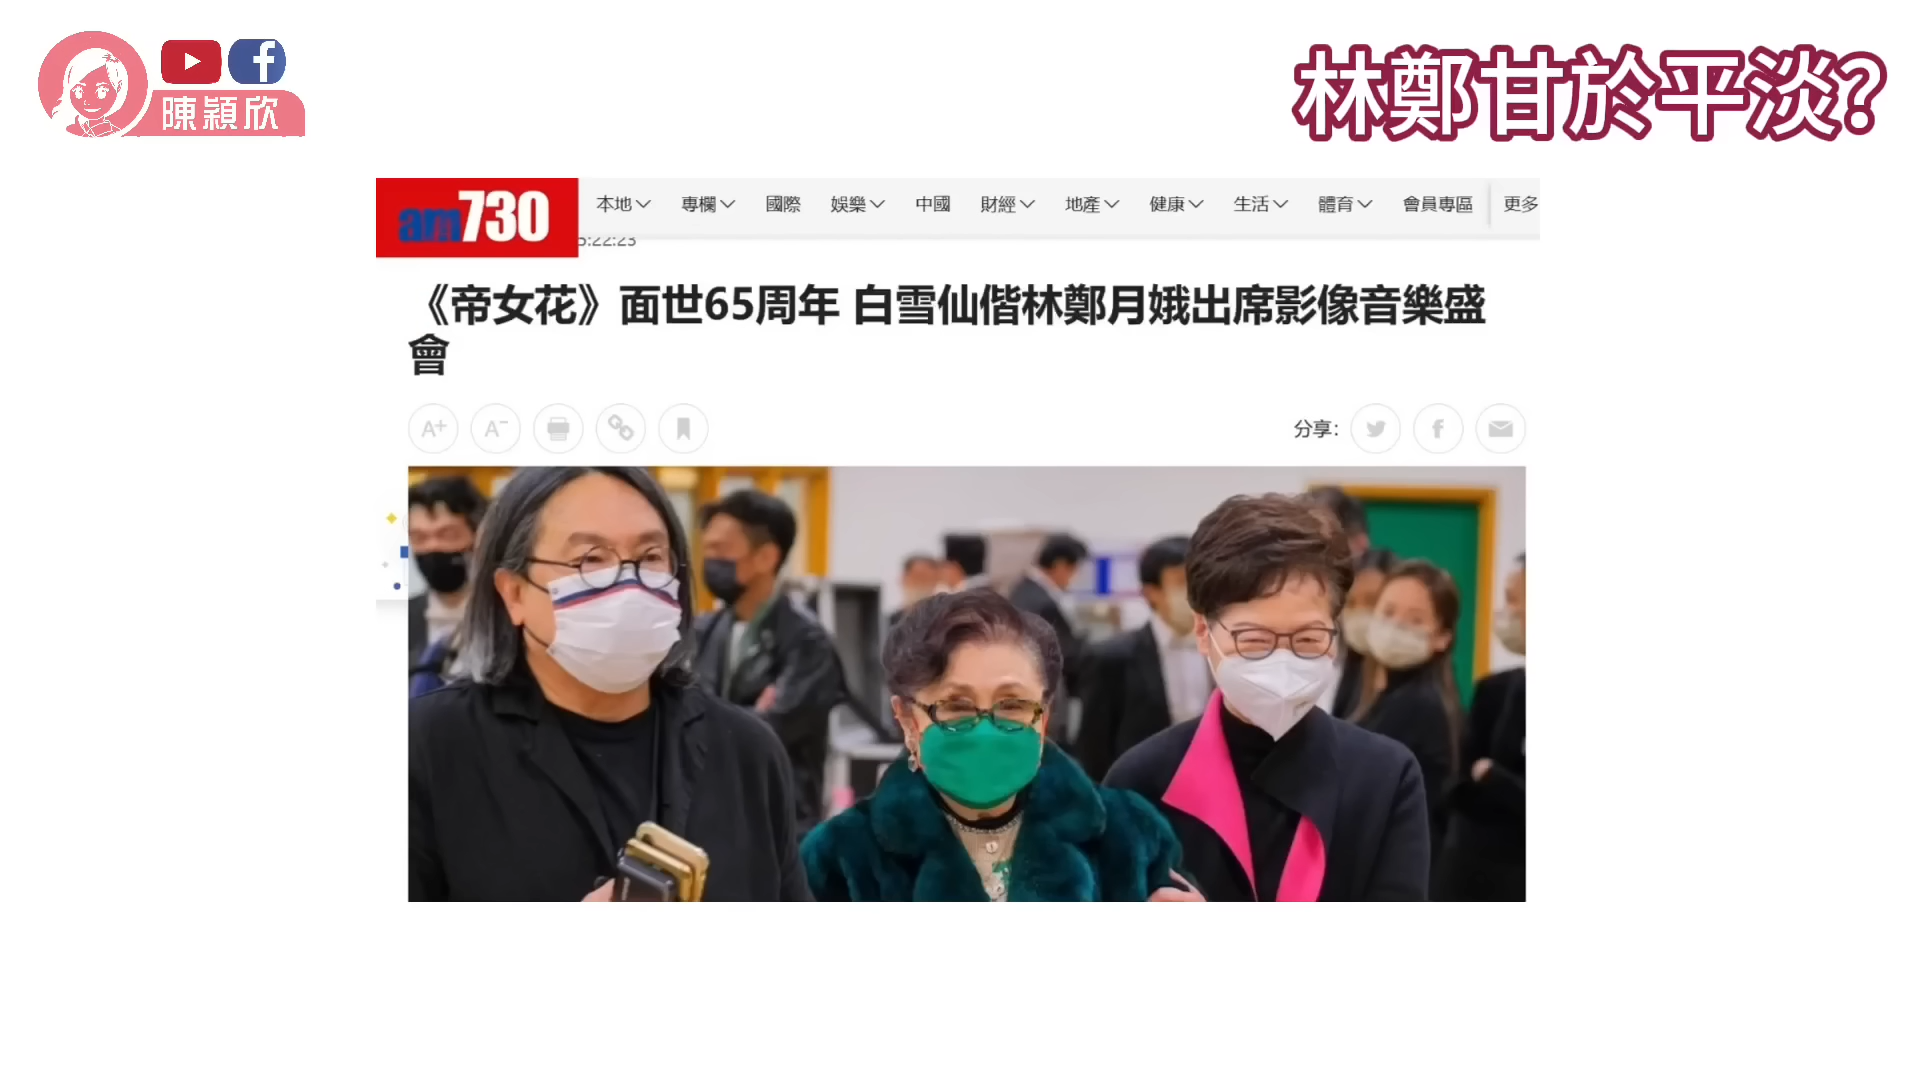 陳穎欣
林鄭甘於平淡?
am730
本地 專欄 國際 娛樂 中國 財經 地產 健康 生活 體育 會員專區 更多
5:22:23
《帝女花》面世65周年 白雪仙偕林鄭月娥出席影像音樂盛
會
A+ A-
分享: